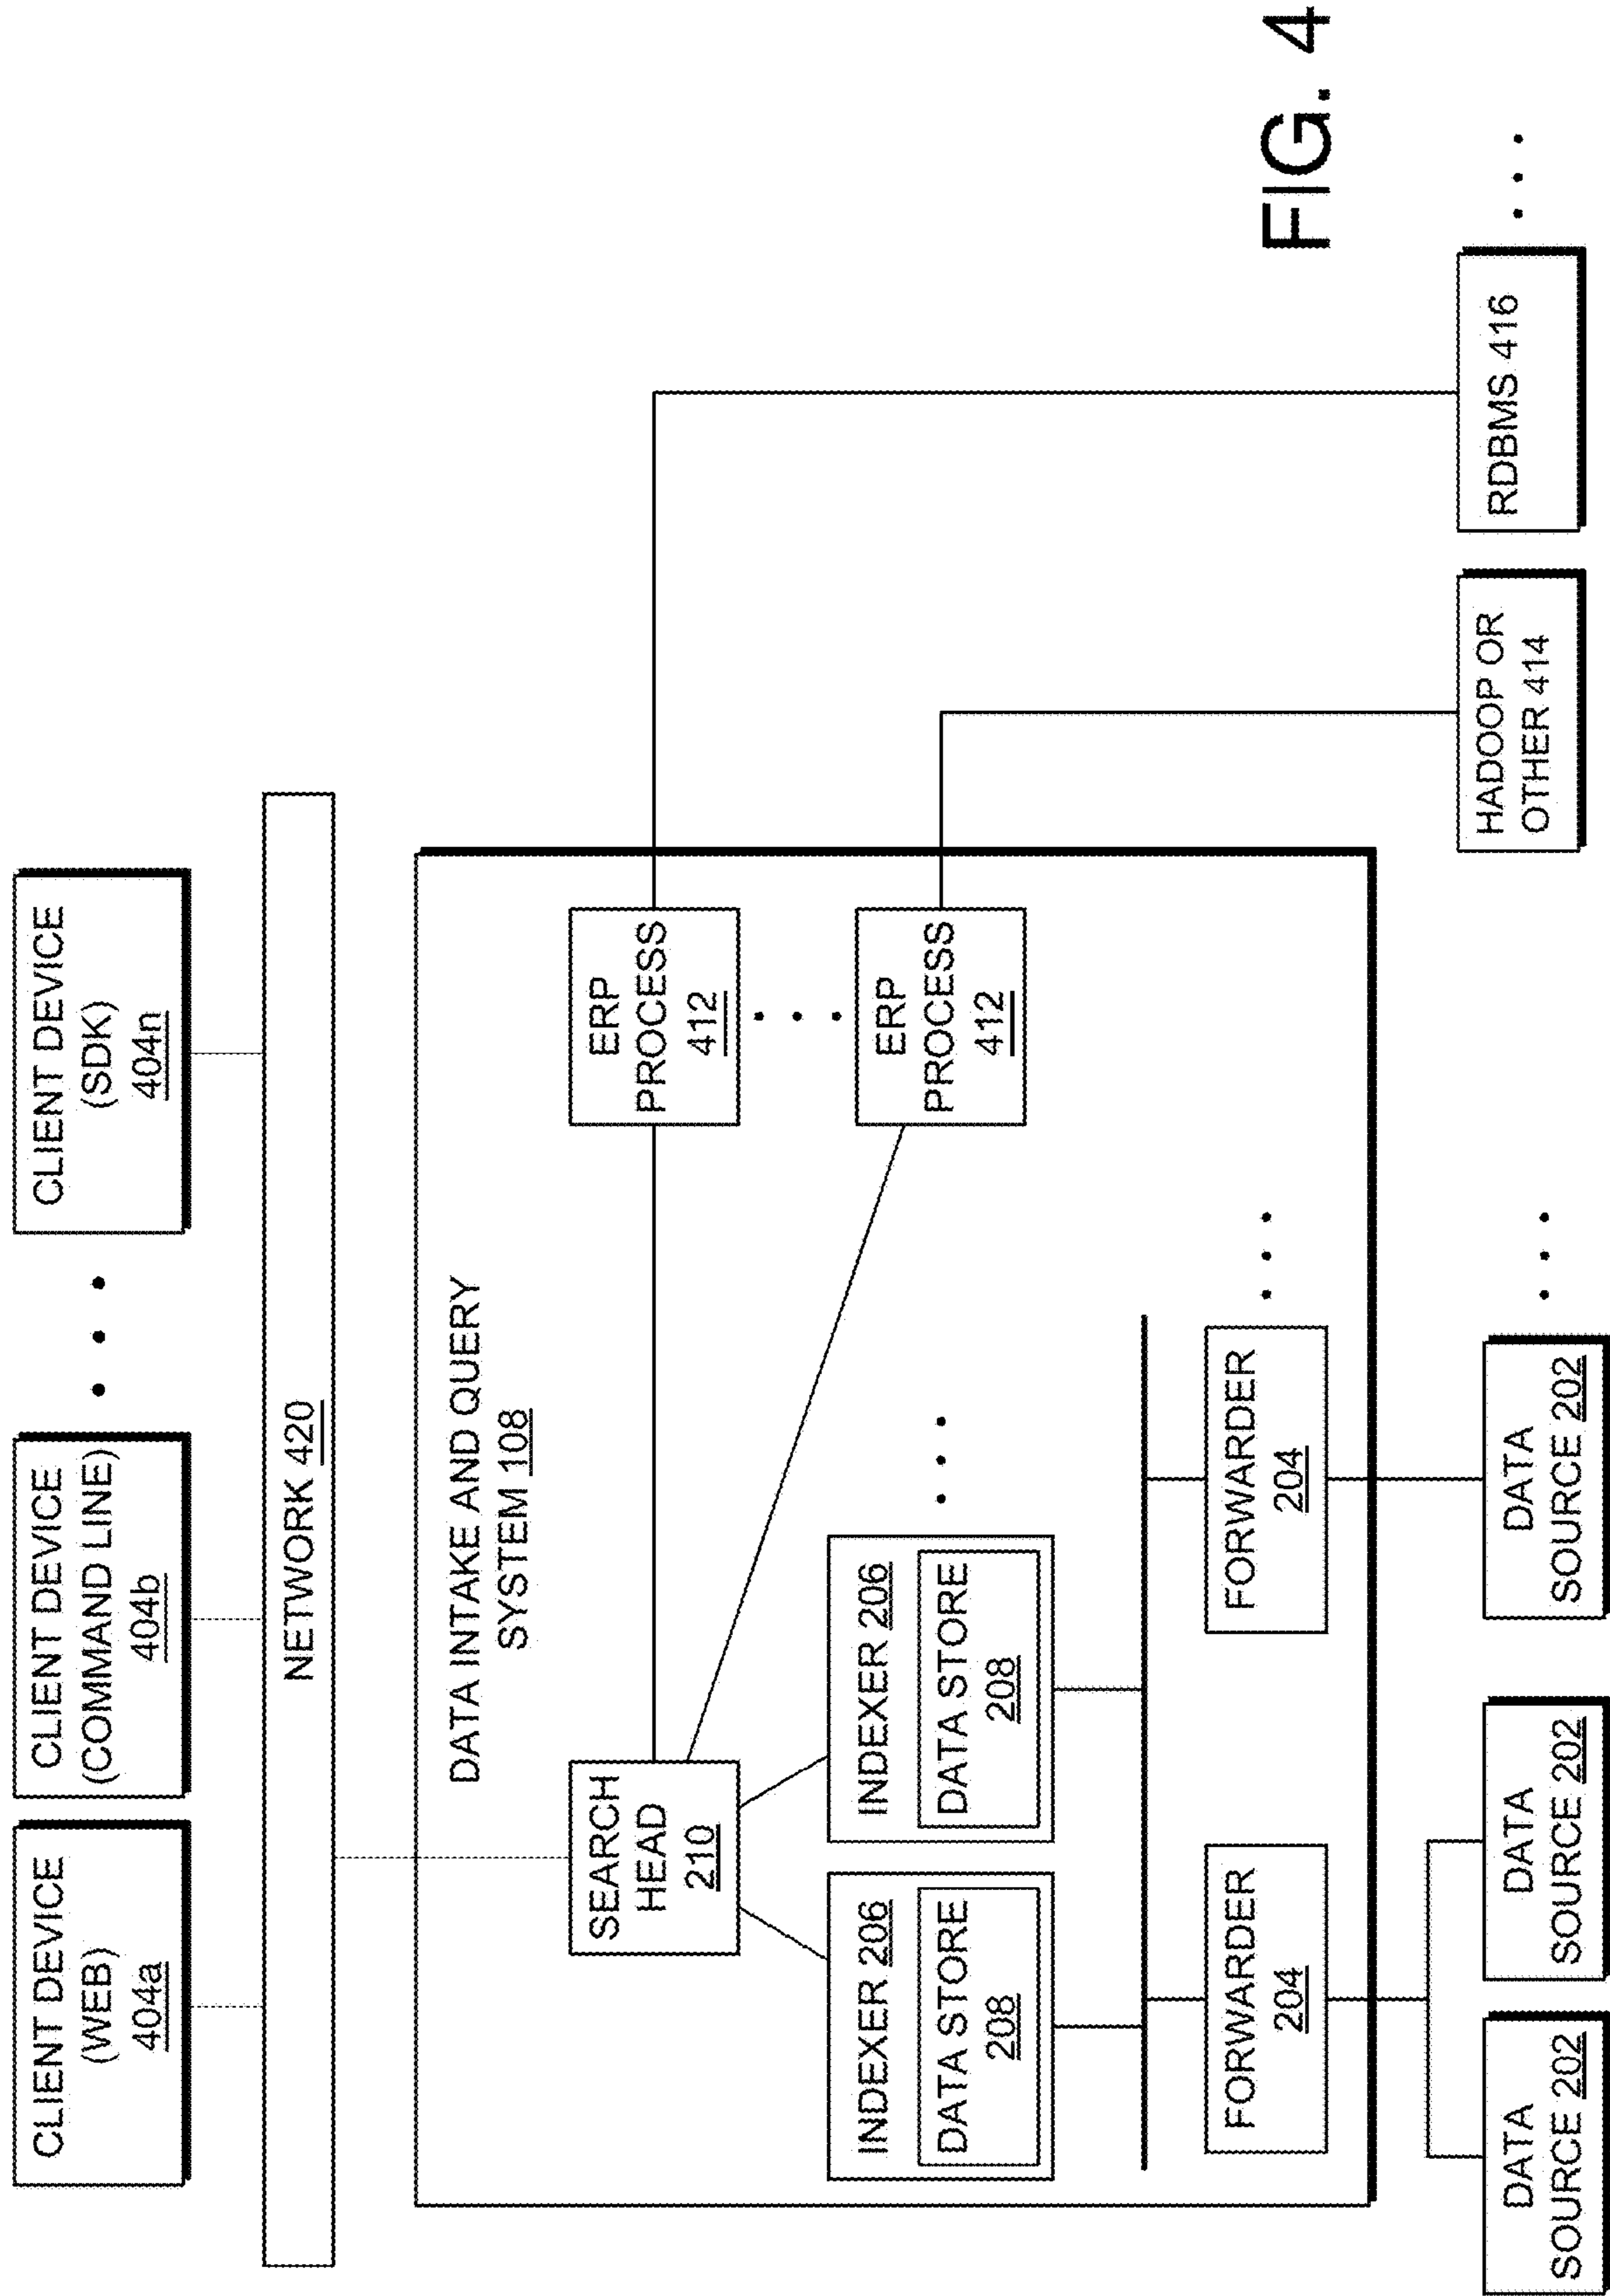 CLIENT DEVICE
(WEB)
404a
CLIENT DEVICE
(COMMAND LINE)
404b
CLIENT DEVICE
(SDK)
404n
NETWORK 420
DATA INTAKE AND QUERY
SYSTEM 108
SEARCH
HEAD
210
ERP
PROCESS
412
INDEXER 206
DATA STORE
208
INDEXER 206
DATA STORE
208
ERP
PROCESS
412
FORWARDER
204
FORWARDER
204
DATA
SOURCE 202
DATA
SOURCE 202
DATA
SOURCE 202
HADOOP OR
OTHER 414
RDBMS 416
FIG. 4